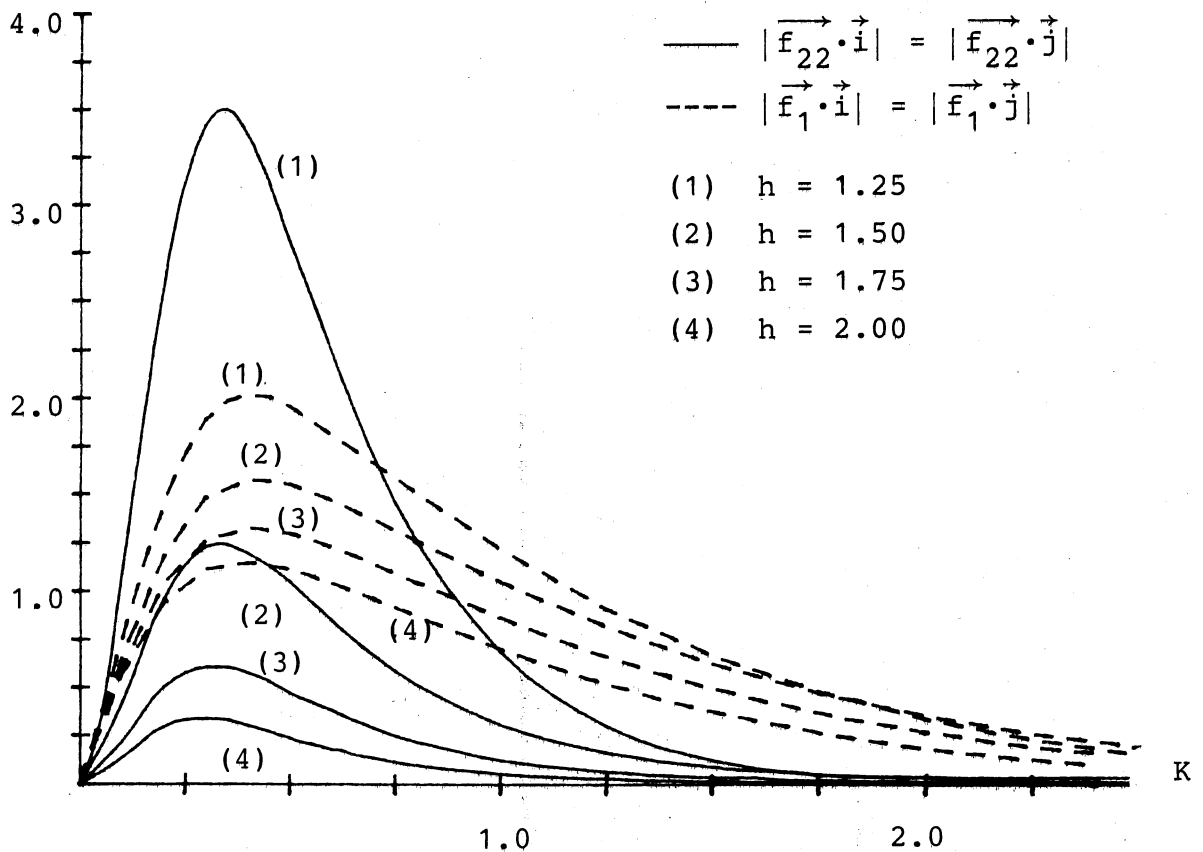 4.0
3.0
2.0
1.0
|f₂₂·i| = |f₂₂·j|
|f₁·i| = |f₁·j|
(1) h = 1.25
(2) h = 1.50
(3) h = 1.75
(4) h = 2.00
(1)
(1)
(2)
(3)
(2)
(4)
(3)
(4)
K
1.0
2.0